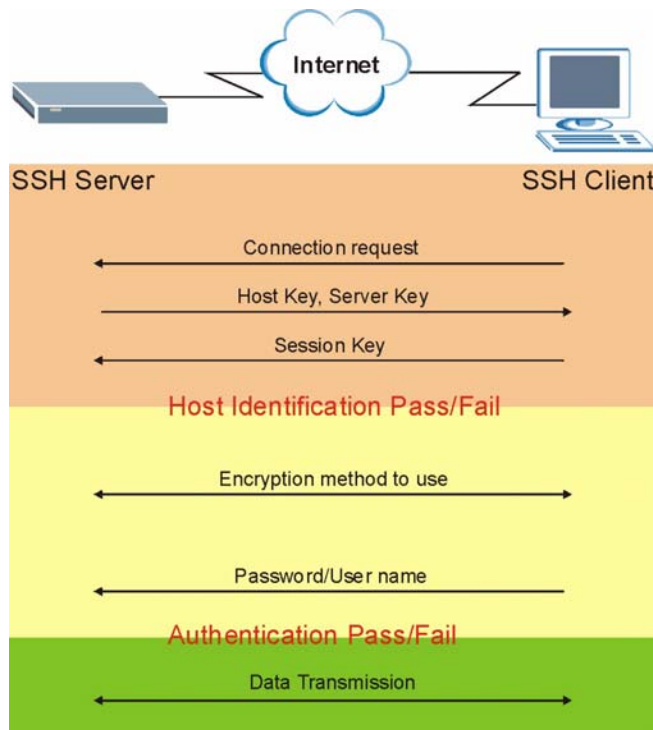 Internet
SSH Server
SSH Client
Connection request
Host Key, Server Key
Session Key
Host Identification Pass/Fail
Encryption method to use
Password/User name
Authentication Pass/Fail
Data Transmission